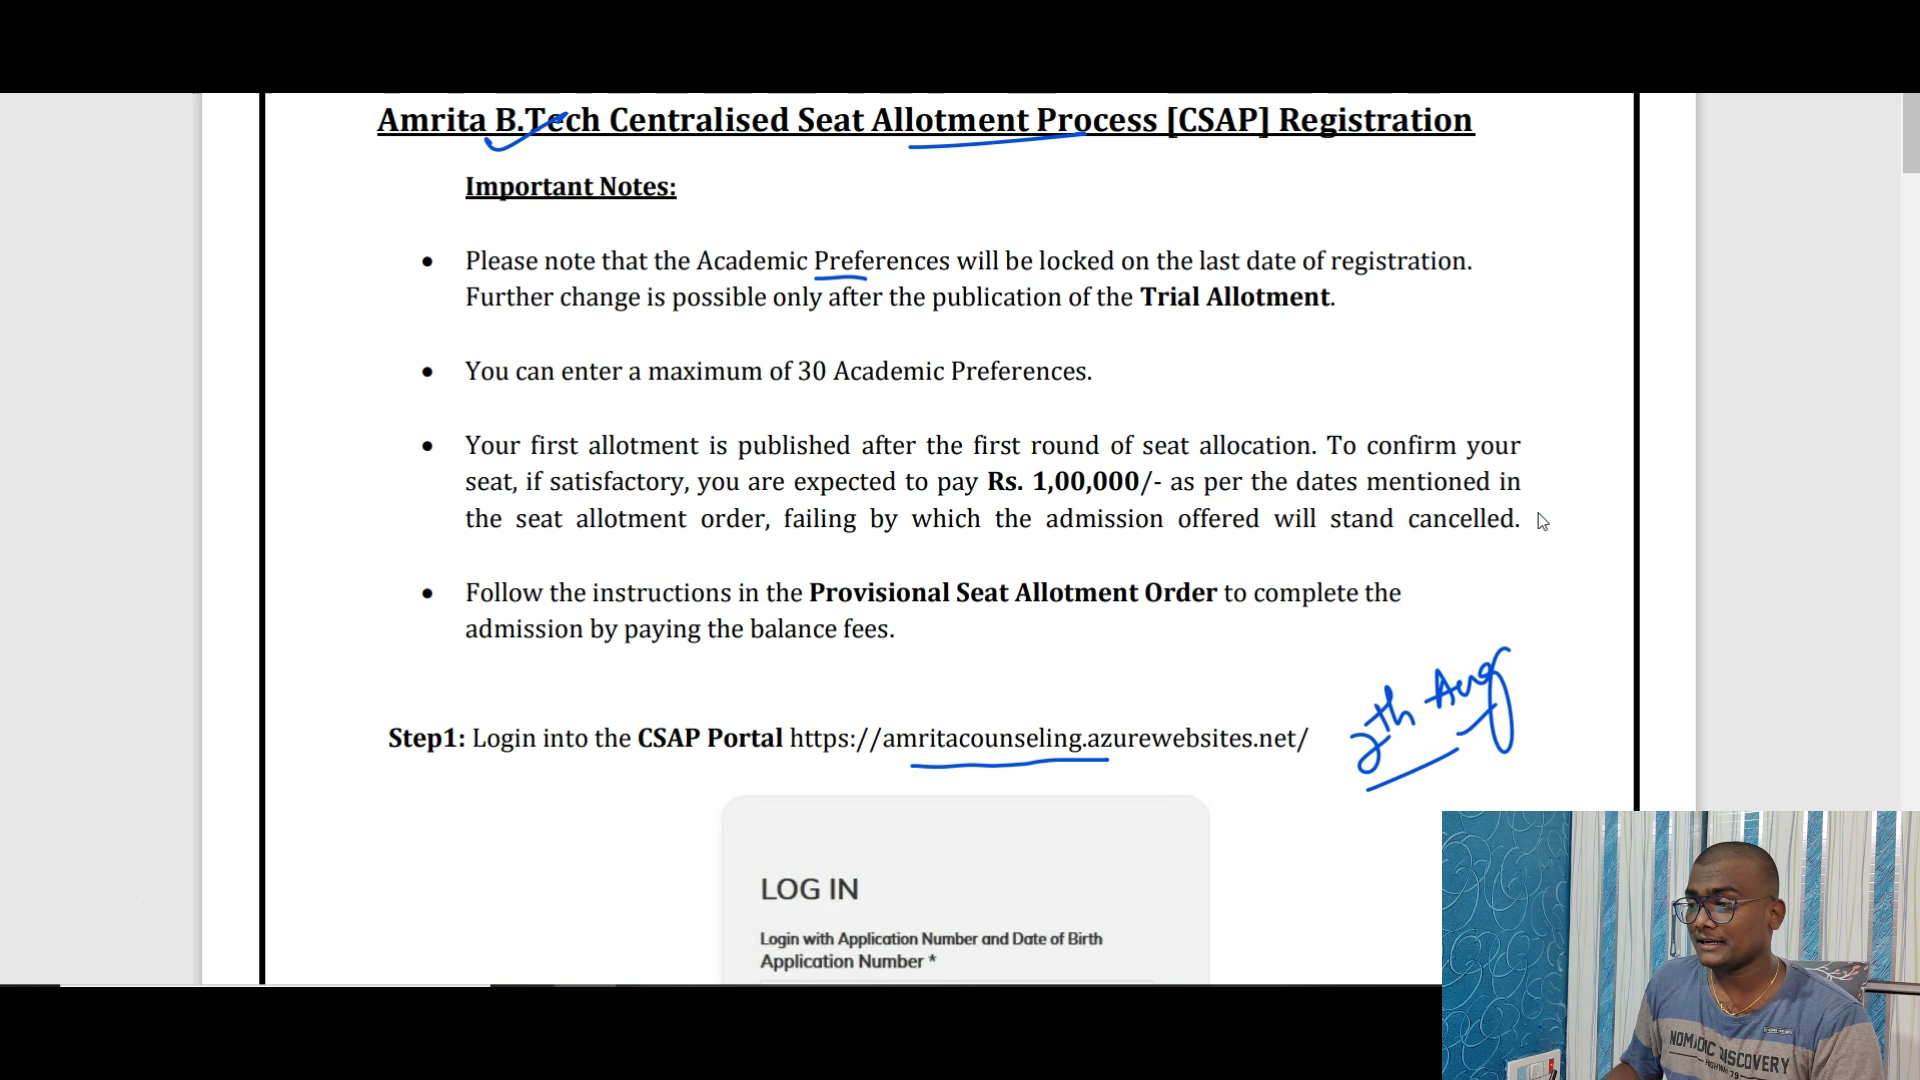 Amrita B.Tech Centralised Seat Allotment Process [CSAP] Registration
Important Notes:
• Please note that the Academic Preferences will be locked on the last date of registration.
Further change is possible only after the publication of the Trial Allotment.
• You can enter a maximum of 30 Academic Preferences.
• Your first allotment is published after the first round of seat allocation. To confirm your
seat, if satisfactory, you are expected to pay Rs. 1,00,000/- as per the dates mentioned in
the seat allotment order, failing by which the admission offered will stand cancelled.
• Follow the instructions in the Provisional Seat Allotment Order to complete the
admission by paying the balance fees.
th Aug
Step1: Login into the CSAP Portal https://amritacounseling.azurewebsites.net/
LOG IN
Login with Application Number and Date of Birth
Application Number *
NOMADIC DISCOVERY
HIGHWAY 79